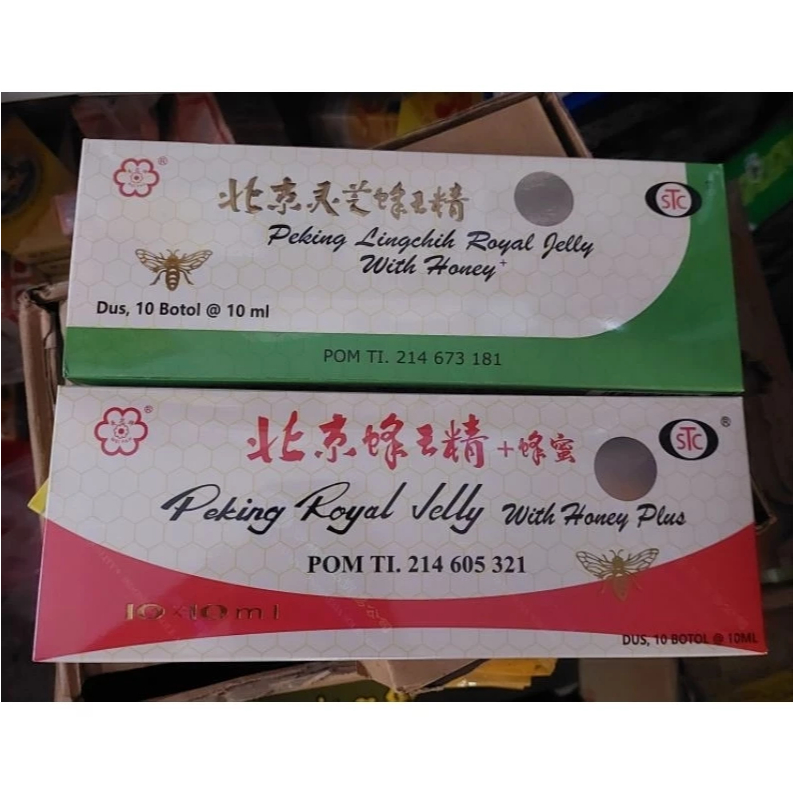 ®
北京灵芝蜂王精
STC
®
Peking Lingchih Royal Jelly
With Honey+
Dus, 10 Botol @ 10 ml
POM TI. 214 673 181
®
北京蜂王精+蜂蜜
STC
®
Peking Royal Jelly With Honey Plus
POM TI. 214 605 321
10x10ml
DUS, 10 BOTOL @ 10ML